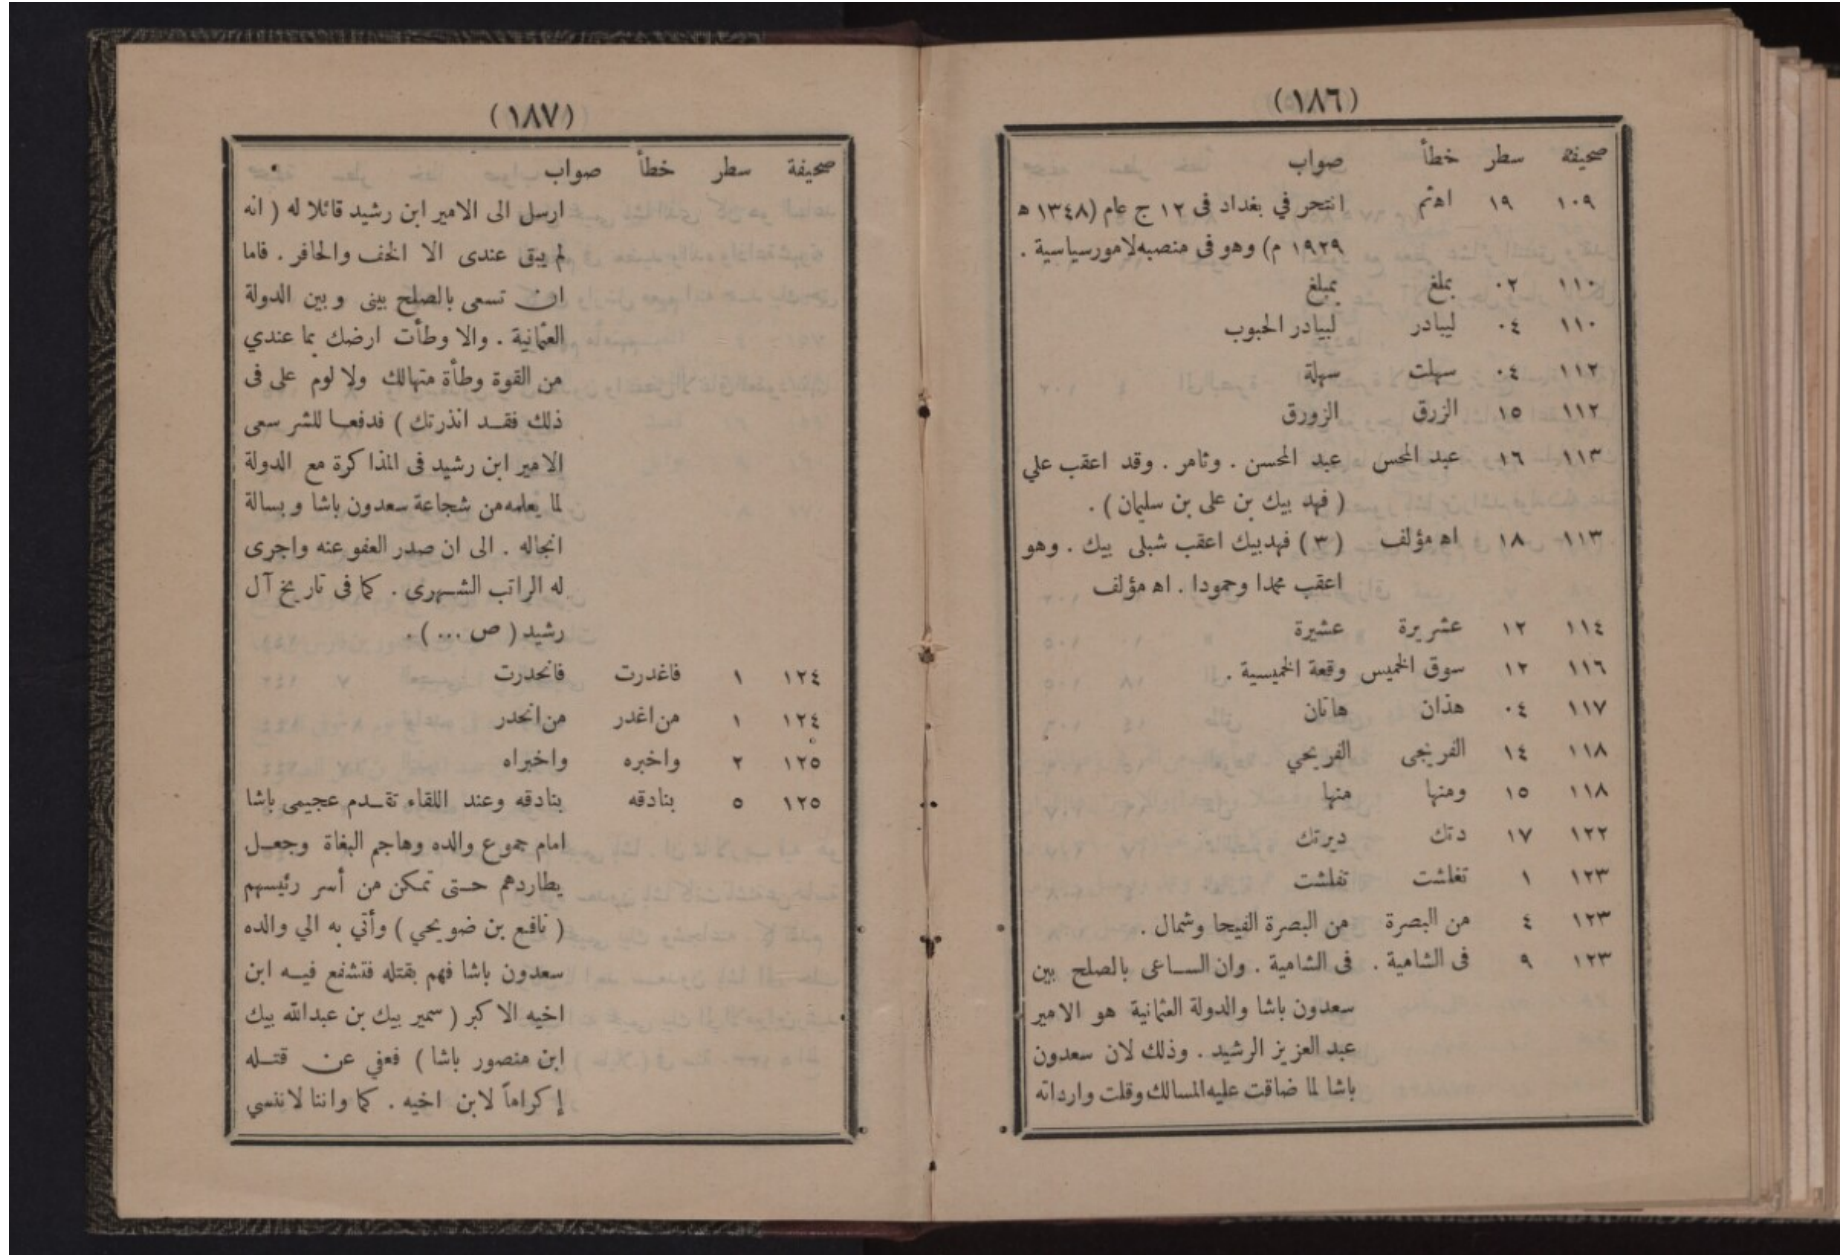 (١٨٦)
صحيفة سطر خطأ صواب
١٠٩ ١٩ اهتم انتحر في بغداد فى ١٢ ج عام (١٣٤٨ ه
١٩٢٩ م) وهو فى منصبه لامور سياسية .
١١٠ ٠٢ بملغ بمبلغ
١١٠ ٠٤ ليبادر لبيادر الحبوب
١١٢ ٠٤ سهلت سهلة
١١٢ ١٥ الزرق الزورق
١١٣ ١٦ عبد المحس عبد المحسن . وثامر . وقد اعقب علي
( فهد بيك بن على بن سليمان ) .
١١٣ ١٨ اه مؤلف ( ٣ ) فهد بيك اعقب شبلى بيك . وهو
اعقب محمدا وحمودا . اه مؤلف
١١٤ ١٢ عشريرة عشيرة
١١٦ ١٢ سوق الخميس وقعة الخميسية .
١١٧ ٠٤ هذان هاتان
١١٨ ١٤ الفريجى الفريحي
١١٨ ١٥ ومنها منها
١٢٢ ١٧ دتك ديرتك
١٢٣ ١ تغلشت تفلشت
١٢٣ ٤ من البصرة من البصرة الفيحا وشمال .
١٢٣ ٩ فى الشامية . فى الشامية . وان الساعى بالصلح بين
سعدون باشا والدولة العثمانية هو الامير
عبد العزيز الرشيد . وذلك لان سعدون
باشا لما ضاقت عليه المسالك وقلت وارداته
(١٨٧)
صحيفة سطر خطأ صواب
ارسل الى الامير ابن رشيد قائلا له ( انه
لم يبق عندى الا الخف والحافر . فاما
ان تسعى بالصلح بينى وبين الدولة
العثمانية . والا وطأت ارضك بما عندي
من القوة وطأة متهالك ولا لوم على فى
ذلك فقد انذرتك ) فدفعا للشر سعى
الامير ابن رشيد فى المذاكرة مع الدولة
لما يعلمه من شجاعة سعدون باشا وبسالة
انجاله . الى ان صدر العفو عنه واجرى
له الراتب الشهرى . كما فى تاريخ آل
رشيد ( ص ... ) .
١٢٤ ١ فاغدرت فانحدرت
١٢٤ ١ من اغدر من انحدر
١٢٥ ٢ واخبره واخبراه
١٢٥ ٥ بنادقه بنادقه وعند اللقاء تقدم عجيمى باشا
امام جموع والده وهاجم البغاة وجعل
يطاردهم حتى تمكن من أسر رئيسهم
( نافع بن ضويحي ) وأتي به الي والده
سعدون باشا فهم بقتله فتشفع فيه ابن
اخيه الاكبر ( سمير بيك بن عبدالله بيك
ابن منصور باشا ) فعفي عن قتله
إكراماً لابن اخيه . كما واننا لاننسي